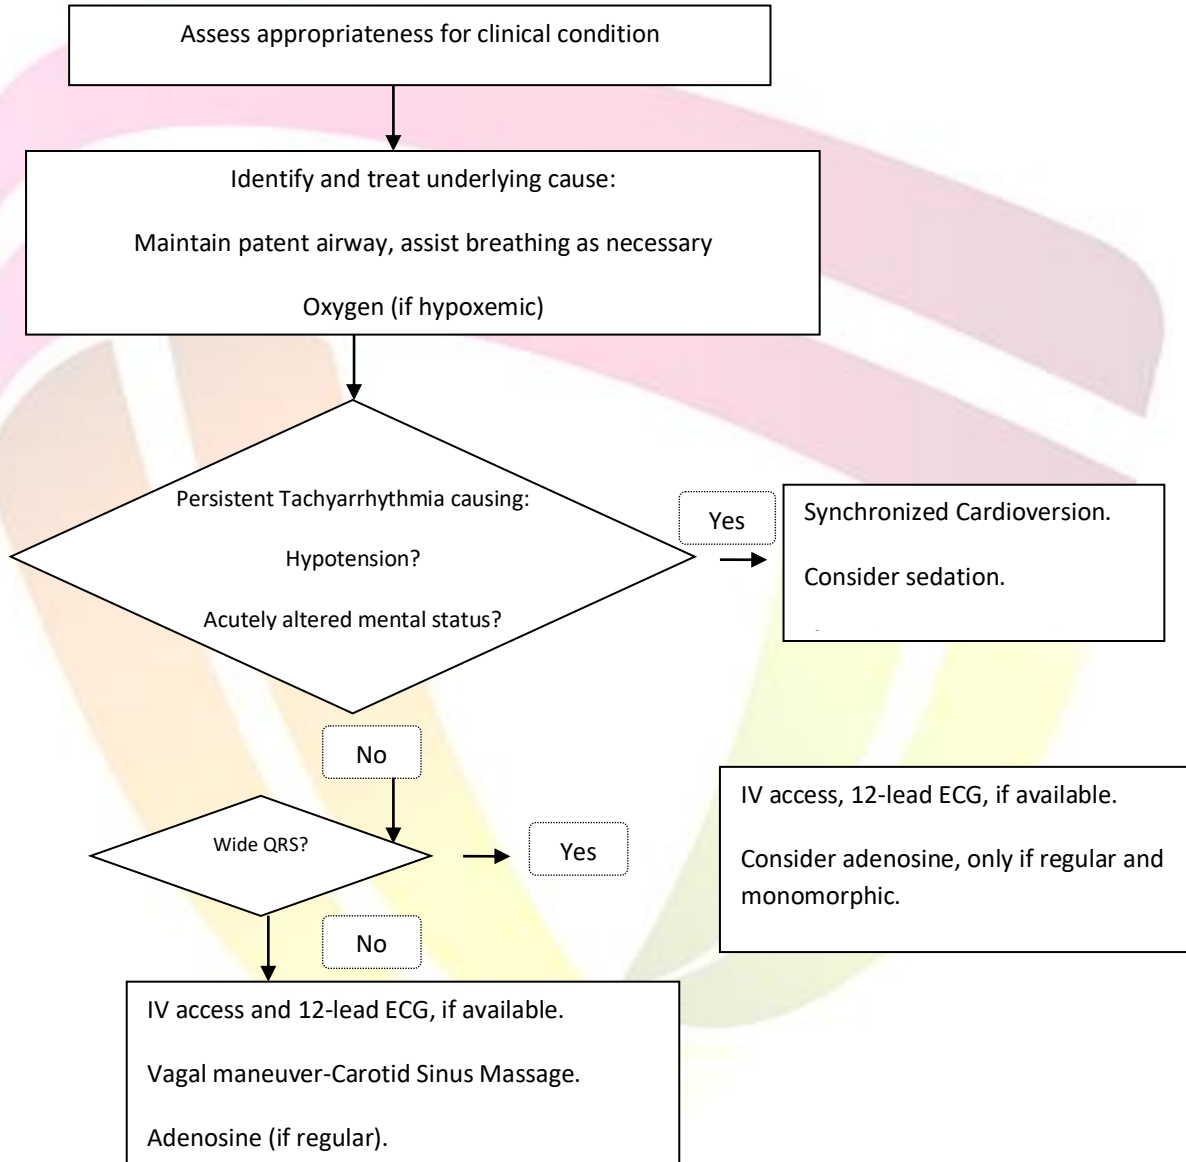 Assess appropriateness for clinical condition
Identify and treat underlying cause:
Maintain patent airway, assist breathing as necessary
Oxygen (if hypoxemic)
Persistent Tachyarrhythmia causing:
Hypotension?
Acutely altered mental status?
Yes
Synchronized Cardioversion.
Consider sedation.
No
Wide QRS?
Yes
IV access, 12-lead ECG, if available.
Consider adenosine, only if regular and
monomorphic.
No
IV access and 12-lead ECG, if available.
Vagal maneuver-Carotid Sinus Massage.
Adenosine (if regular).